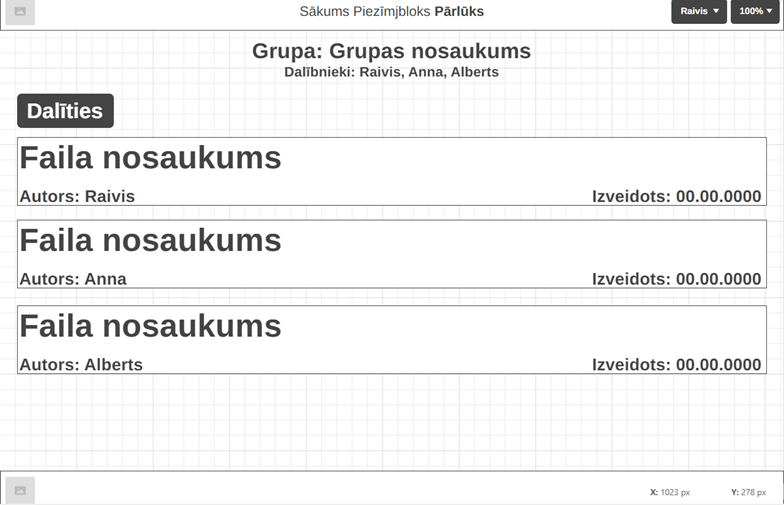 Sākums Piezīmjbloks Pārlūks
Raivis
100%
Grupa: Grupas nosaukums
Dalībnieki: Raivis, Anna, Alberts
Dalīties
Faila nosaukums
Autors: Raivis Izveidots: 00.00.0000
Faila nosaukums
Autors: Anna Izveidots: 00.00.0000
Faila nosaukums
Autors: Alberts Izveidots: 00.00.0000
X: 1023 px Y: 278 px